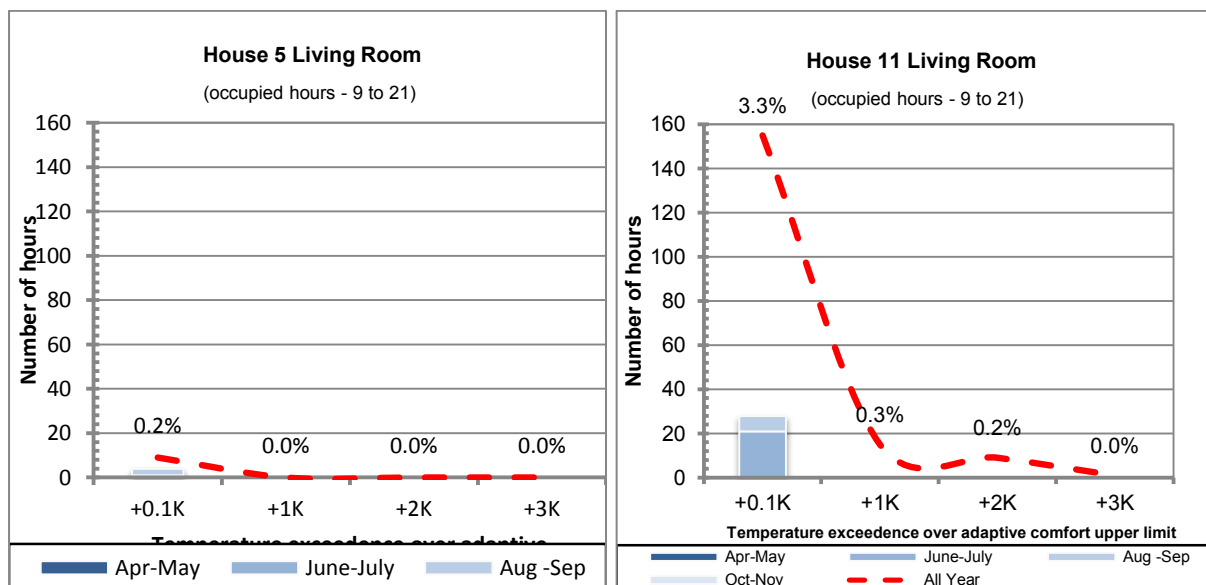 House 5 Living Room
(occupied hours - 9 to 21)
Number of hours
160
140
120
100
80
60
40
20
0
0.2%
0.0%
0.0%
0.0%
+0.1K
+1K
+2K
+3K
Temperature exceedence over adaptive
Apr-May
June-July
Aug -Sep
House 11 Living Room
(occupied hours - 9 to 21)
Number of hours
160
140
120
100
80
60
40
20
0
3.3%
0.3%
0.2%
0.0%
+0.1K
+1K
+2K
+3K
Temperature exceedence over adaptive comfort upper limit
Apr-May
June-July
Aug -Sep
Oct-Nov
All Year